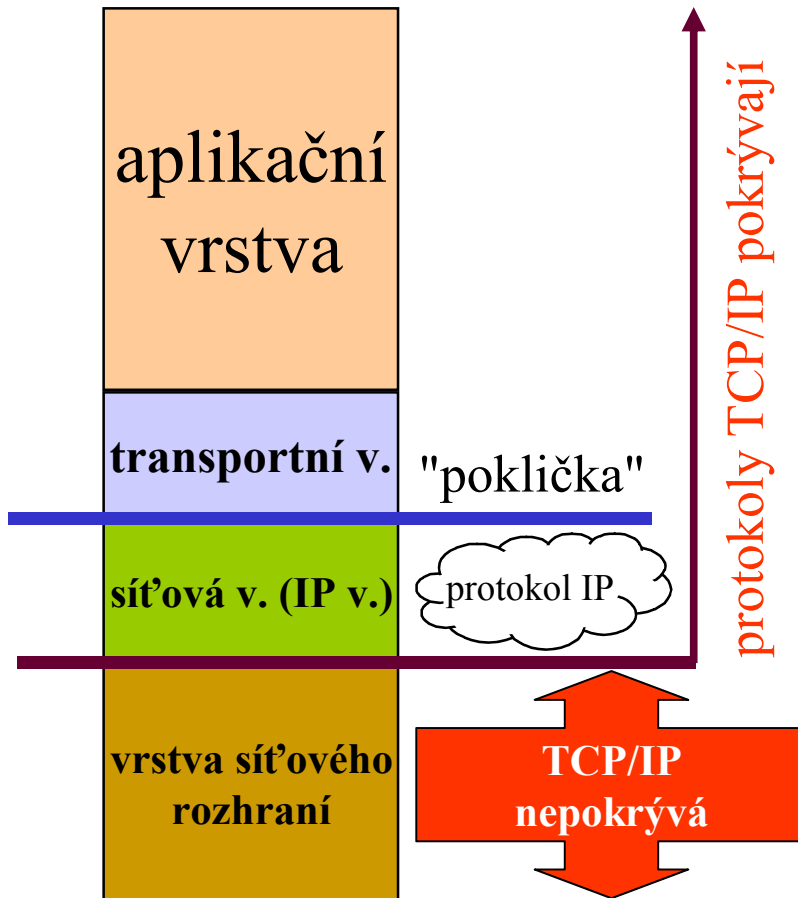 aplikační
vrstva
transportní v.
"poklička"
síťová v. (IP v.)
protokol IP
vrstva síťového
rozhraní
TCP/IP
nepokrývá
protokoly TCP/IP pokrývají